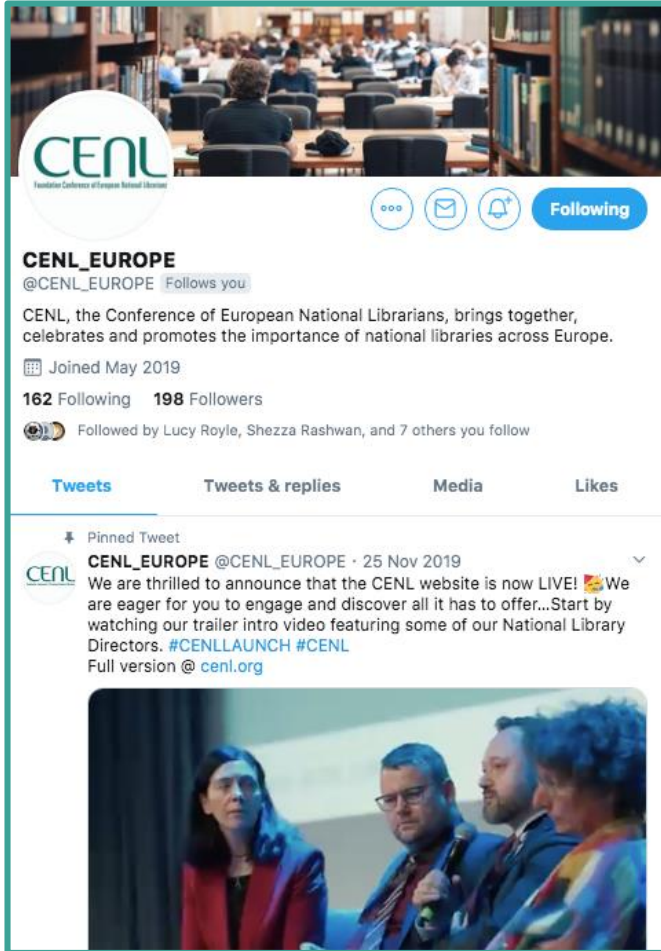 CENL
Foundation Conference of European National Librarians
Following
CENL_EUROPE
@CENL_EUROPE Follows you
CENL, the Conference of European National Librarians, brings together,
celebrates and promotes the importance of national libraries across Europe.
Joined May 2019
162 Following 198 Followers
Followed by Lucy Royle, Shezza Rashwan, and 7 others you follow
Tweets Tweets & replies Media Likes
Pinned Tweet
CENL_EUROPE @CENL_EUROPE · 25 Nov 2019
CENL
We are thrilled to announce that the CENL website is now LIVE! 🥳We
are eager for you to engage and discover all it has to offer...Start by
watching our trailer intro video featuring some of our National Library
Directors. #CENLLAUNCH #CENL
Full version @ cenl.org